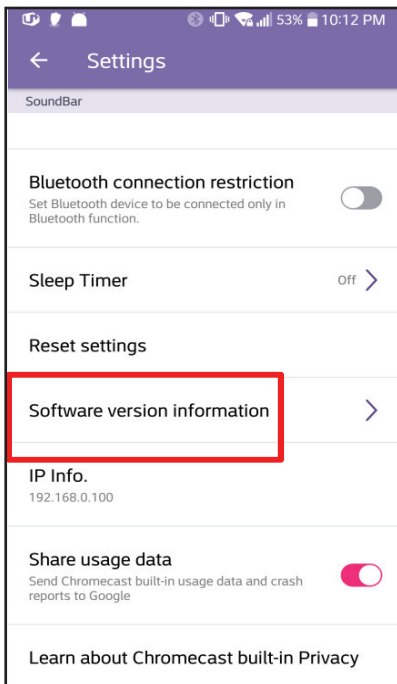 53% 10:12 PM
Settings
SoundBar
Bluetooth connection restriction
Set Bluetooth device to be connected only in
Bluetooth function.
Sleep Timer
Off
Reset settings
Software version information
IP Info.
192.168.0.100
Share usage data
Send Chromecast built-in usage data and crash
reports to Google
Learn about Chromecast built-in Privacy